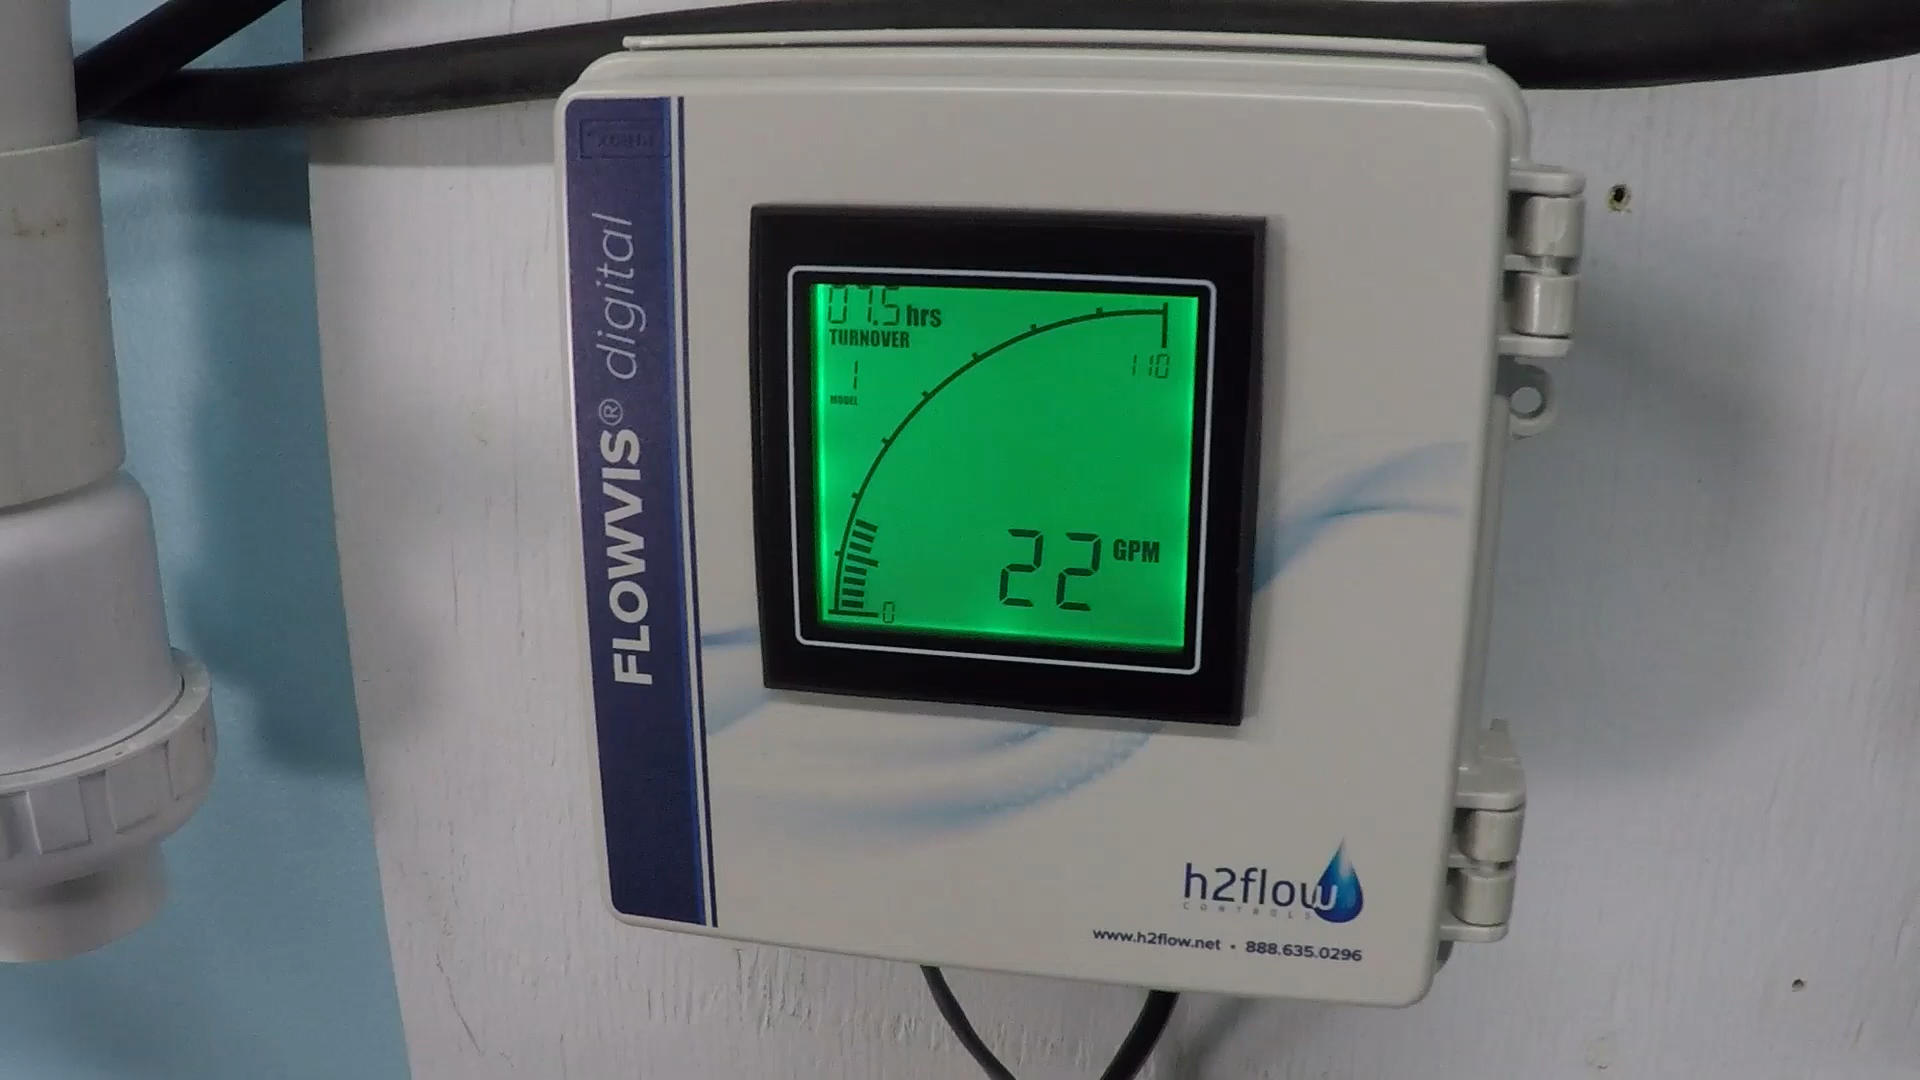 FLOWVIS® digital
07.5 hrs
TURNOVER
1
MODEL
110
22 GPM
0
h2flow
CONTROLS
www.h2flow.net • 888.635.0296